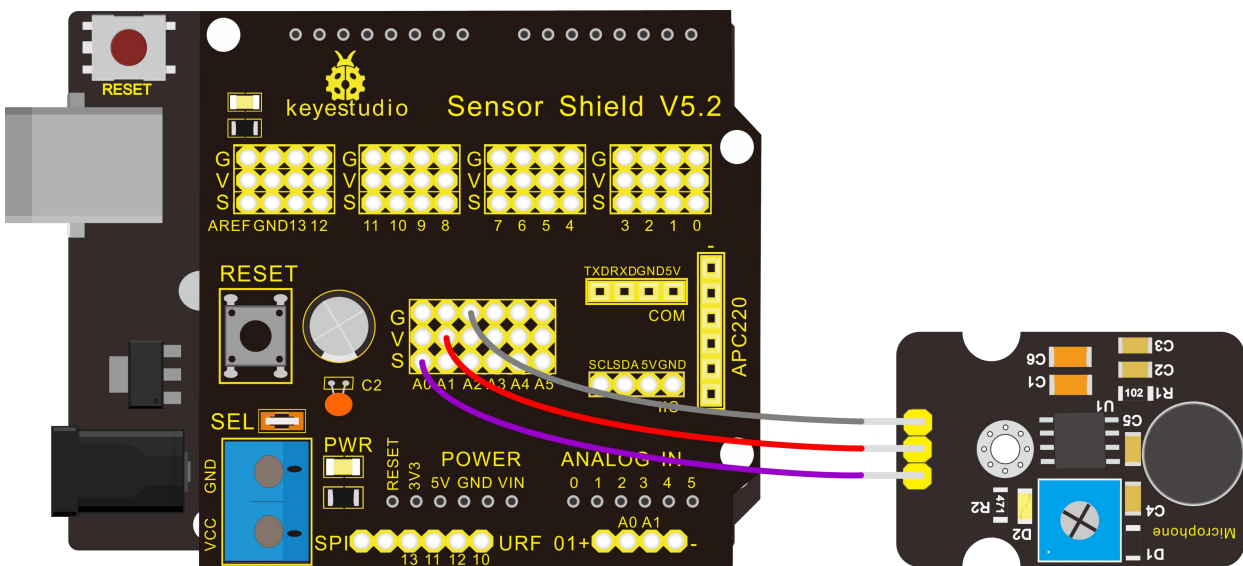 RESET
keyestudio Sensor Shield V5.2
G G G G
V V V V
S S S S
AREF GND 13 12 11 10 9 8 7 6 5 4 3 2 1 0
-
RESET
TXD RXD GND 5V
COM
APC220
G
V
S
A0 A1 A2 A3 A4 A5
SCL SDA 5V GND
IIC
C2
SEL
PWR
GND
VCC
RESET 3V3 5V GND VIN
POWER
ANALOG IN
0 1 2 3 4 5
SPI
13 11 12 10
URF 01+ -
A0 A1
C3
C2
C6
C1
R1
102
U1
C5
471
R2
D2
C4
D1
Microphone